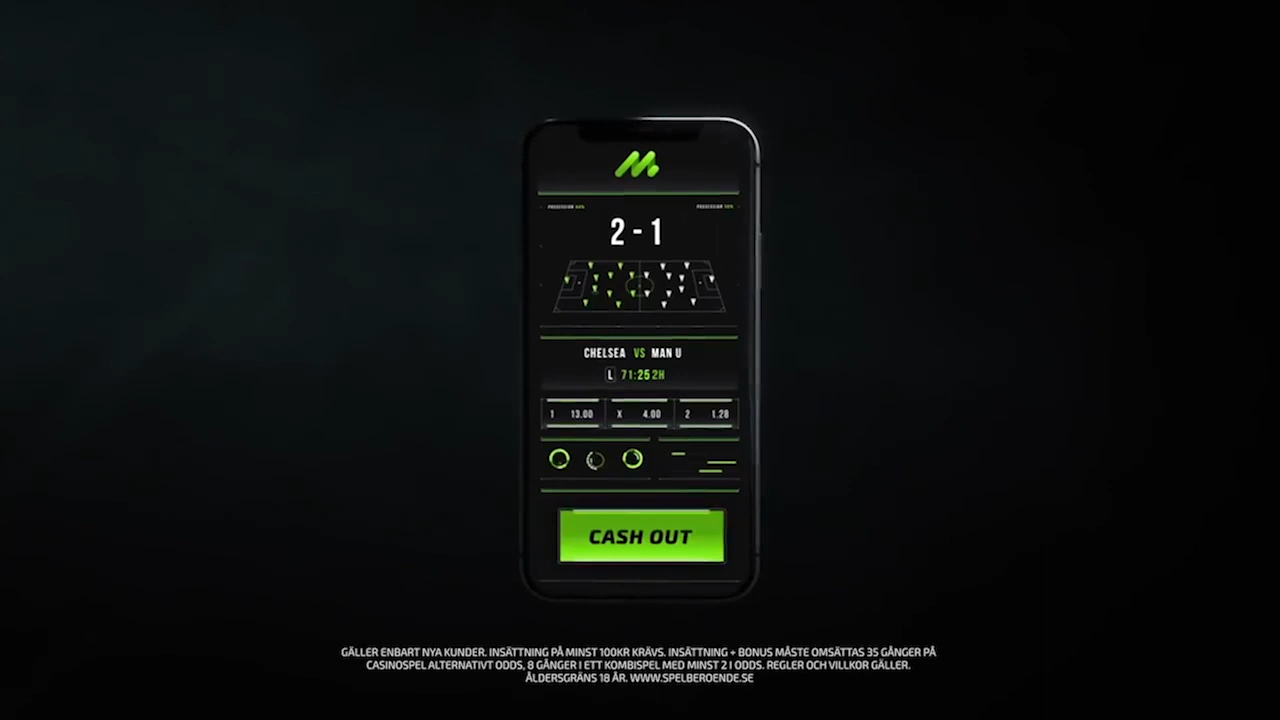 2 - 1
CHELSEA VS MAN U
L 71:25 2H
1 13.00 X 4.00 2 1.28
CASH OUT
GÄLLER ENBART NYA KUNDER. INSÄTTNING PÅ MINST 100KR KRÄVS. INSÄTTNING + BONUS MÅSTE OMSÄTTAS 35 GÅNGER PÅ
CASINOSPEL ALTERNATIVT ODDS, 8 GÅNGER I ETT KOMBISPEL MED MINST 2 I ODDS. REGLER OCH VILLKOR GÄLLER.
ÅLDERSGRÄNS 18 ÅR. WWW.SPELBEROENDE.SE